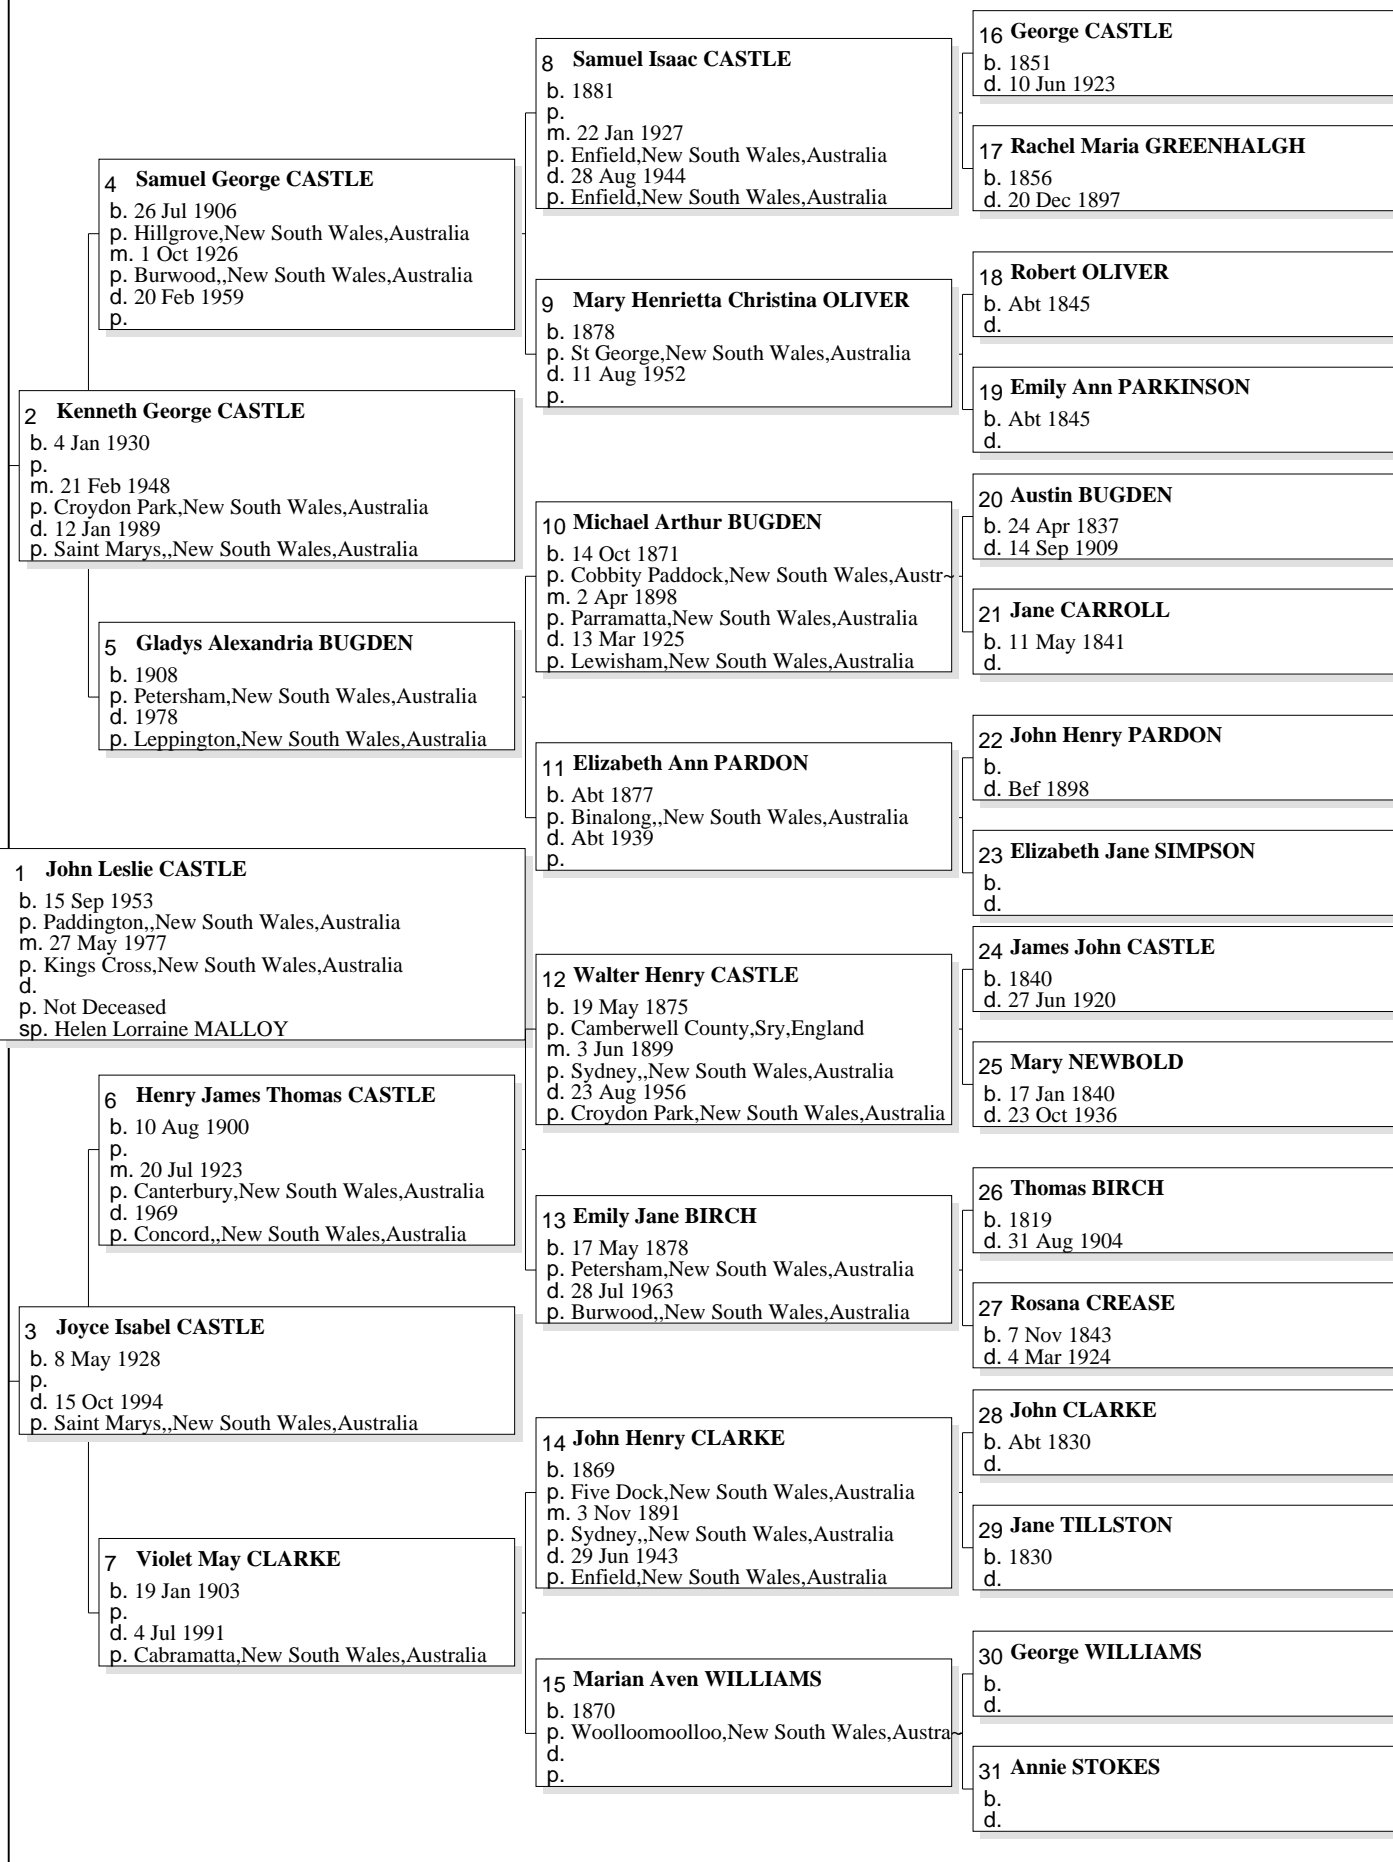 16 George CASTLE
b. 1851
d. 10 Jun 1923
8 Samuel Isaac CASTLE
b. 1881
p.
m. 22 Jan 1927
p. Enfield,New South Wales,Australia
d. 28 Aug 1944
p. Enfield,New South Wales,Australia
17 Rachel Maria GREENHALGH
b. 1856
d. 20 Dec 1897
4 Samuel George CASTLE
b. 26 Jul 1906
p. Hillgrove,New South Wales,Australia
m. 1 Oct 1926
p. Burwood,,New South Wales,Australia
d. 20 Feb 1959
p.
18 Robert OLIVER
b. Abt 1845
d.
9 Mary Henrietta Christina OLIVER
b. 1878
p. St George,New South Wales,Australia
d. 11 Aug 1952
p.
19 Emily Ann PARKINSON
b. Abt 1845
d.
2 Kenneth George CASTLE
b. 4 Jan 1930
p.
m. 21 Feb 1948
p. Croydon Park,New South Wales,Australia
d. 12 Jan 1989
p. Saint Marys,,New South Wales,Australia
20 Austin BUGDEN
b. 24 Apr 1837
d. 14 Sep 1909
10 Michael Arthur BUGDEN
b. 14 Oct 1871
p. Cobbity Paddock,New South Wales,Austr~
m. 2 Apr 1898
p. Parramatta,New South Wales,Australia
d. 13 Mar 1925
p. Lewisham,New South Wales,Australia
21 Jane CARROLL
b. 11 May 1841
d.
5 Gladys Alexandria BUGDEN
b. 1908
p. Petersham,New South Wales,Australia
d. 1978
p. Leppington,New South Wales,Australia
22 John Henry PARDON
b.
d. Bef 1898
11 Elizabeth Ann PARDON
b. Abt 1877
p. Binalong,,New South Wales,Australia
d. Abt 1939
p.
23 Elizabeth Jane SIMPSON
b.
d.
1 John Leslie CASTLE
b. 15 Sep 1953
p. Paddington,,New South Wales,Australia
m. 27 May 1977
p. Kings Cross,New South Wales,Australia
d.
p. Not Deceased
sp. Helen Lorraine MALLOY
24 James John CASTLE
b. 1840
d. 27 Jun 1920
12 Walter Henry CASTLE
b. 19 May 1875
p. Camberwell County,Sry,England
m. 3 Jun 1899
p. Sydney,,New South Wales,Australia
d. 23 Aug 1956
p. Croydon Park,New South Wales,Australia
25 Mary NEWBOLD
b. 17 Jan 1840
d. 23 Oct 1936
6 Henry James Thomas CASTLE
b. 10 Aug 1900
p.
m. 20 Jul 1923
p. Canterbury,New South Wales,Australia
d. 1969
p. Concord,,New South Wales,Australia
26 Thomas BIRCH
b. 1819
d. 31 Aug 1904
13 Emily Jane BIRCH
b. 17 May 1878
p. Petersham,New South Wales,Australia
d. 28 Jul 1963
p. Burwood,,New South Wales,Australia
27 Rosana CREASE
b. 7 Nov 1843
d. 4 Mar 1924
3 Joyce Isabel CASTLE
b. 8 May 1928
p.
d. 15 Oct 1994
p. Saint Marys,,New South Wales,Australia
28 John CLARKE
b. Abt 1830
d.
14 John Henry CLARKE
b. 1869
p. Five Dock,New South Wales,Australia
m. 3 Nov 1891
p. Sydney,,New South Wales,Australia
d. 29 Jun 1943
p. Enfield,New South Wales,Australia
29 Jane TILLSTON
b. 1830
d.
7 Violet May CLARKE
b. 19 Jan 1903
p.
d. 4 Jul 1991
p. Cabramatta,New South Wales,Australia
30 George WILLIAMS
b.
d.
15 Marian Aven WILLIAMS
b. 1870
p. Woolloomoolloo,New South Wales,Austra~
d.
p.
31 Annie STOKES
b.
d.